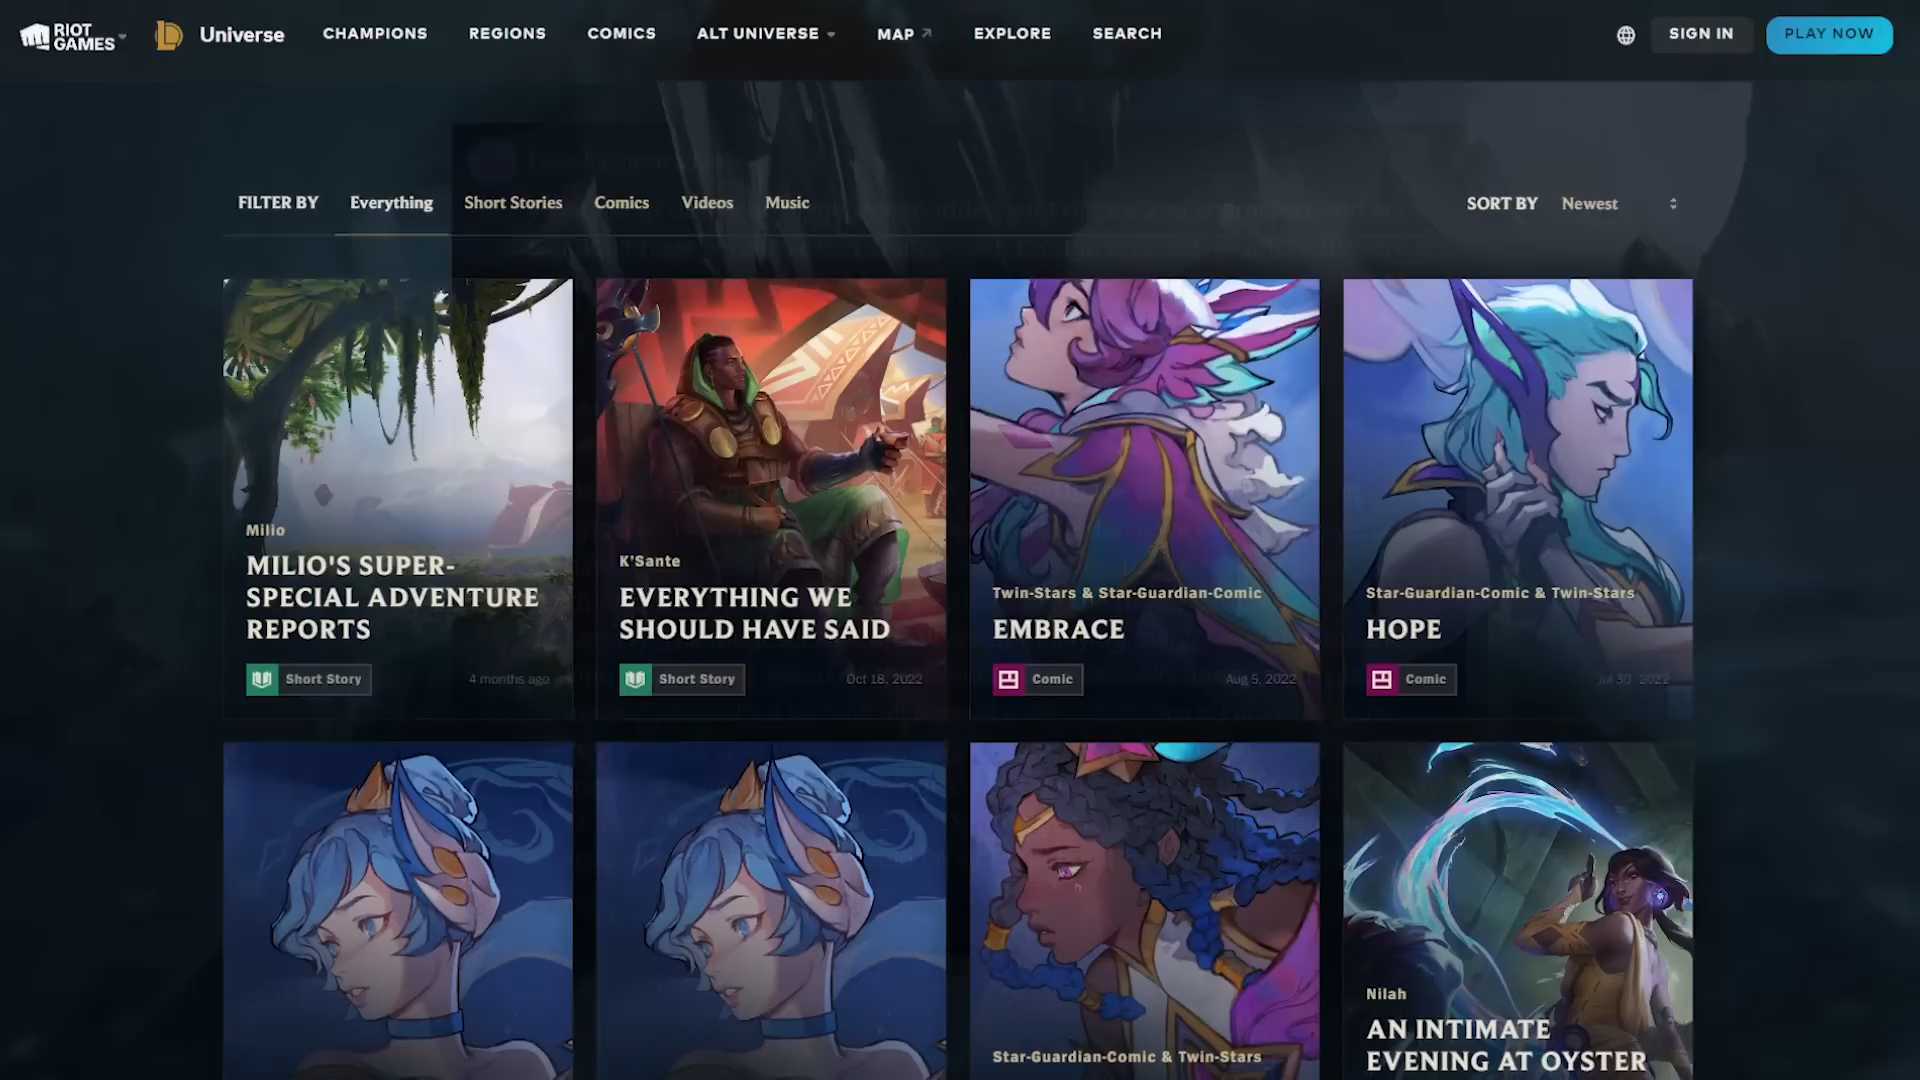 RIOT
GAMES
Universe
CHAMPIONS
REGIONS
COMICS
ALT UNIVERSE
MAP
EXPLORE
SEARCH
SIGN IN
PLAY NOW
FILTER BY
Everything
Short Stories
Comics
Videos
Music
SORT BY
Newest
Milio
MILIO'S SUPER-
SPECIAL ADVENTURE
REPORTS
Short Story
4 months ago
K'Sante
EVERYTHING WE
SHOULD HAVE SAID
Short Story
Oct 18, 2022
Twin-Stars & Star-Guardian-Comic
EMBRACE
Comic
Aug 5, 2022
Star-Guardian-Comic & Twin-Stars
HOPE
Comic
Jul 30, 2022
Star-Guardian-Comic & Twin-Stars
Nilah
AN INTIMATE
EVENING AT OYSTER